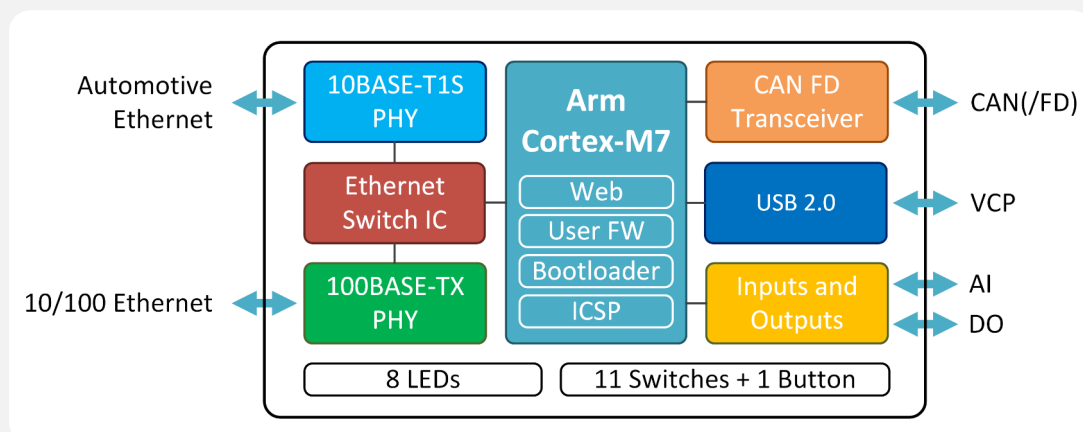 Automotive
Ethernet
10/100 Ethernet
10BASE-T1S
PHY
Ethernet
Switch IC
100BASE-TX
PHY
Arm
Cortex-M7
Web
User FW
Bootloader
ICSP
CAN FD
Transceiver
USB 2.0
Inputs and
Outputs
CAN(/FD)
VCP
AI
DO
8 LEDs
11 Switches + 1 Button